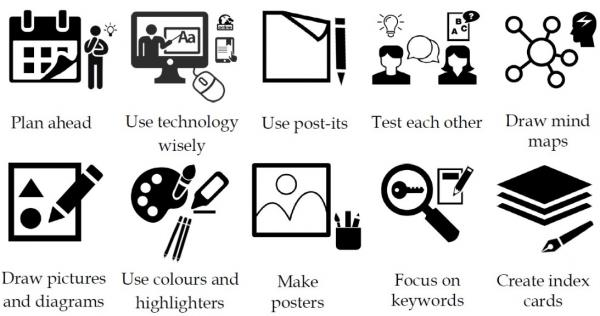 Aa
A
B
C
?
Plan ahead
Use technology
wisely
Use post-its
Test each other
Draw mind
maps
Draw pictures
and diagrams
Use colours and
highlighters
Make
posters
Focus on
keywords
Create index
cards